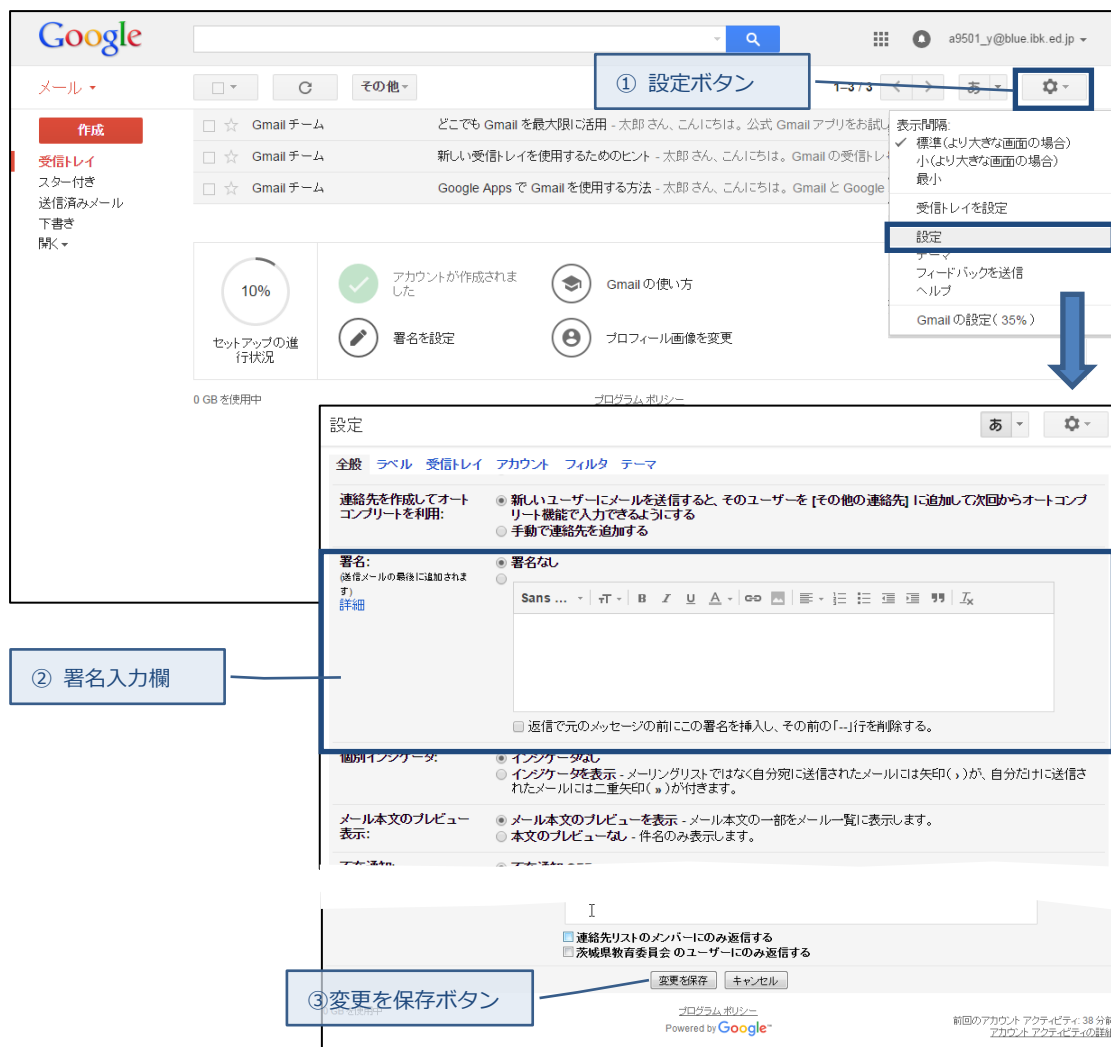 Google
a9501_y@blue.ibk.ed.jp
① 設定ボタン
メール
その他
1–3 / 3
あ
作成
受信トレイ
スター付き
送信済みメール
下書き
開く
Gmail チーム
どこでも Gmail を最大限に活用 - 太郎 さん、こんにちは。公式 Gmail アプリをお試し
Gmail チーム
新しい受信トレイを使用するためのヒント - 太郎 さん、こんにちは。Gmail の受信トレ
Gmail チーム
Google Apps で Gmail を使用する方法 - 太郎 さん、こんにちは。Gmail と Google
表示間隔:
標準(より大きな画面の場合)
小(より大きな画面の場合)
最小
受信トレイを設定
設定
テーマ
フィードバックを送信
ヘルプ
Gmail の設定( 35% )
10%
セットアップの進
行状況
アカウントが作成されま
した
Gmail の使い方
署名を設定
プロフィール画像を変更
0 GB を使用中
プログラム ポリシー
設定
あ
全般 ラベル 受信トレイ アカウント フィルタ テーマ
連絡先を作成してオート
コンプリートを利用:
新しいユーザーにメールを送信すると、そのユーザーを [その他の連絡先] に追加して次回からオートコンプ
リート機能で入力できるようにする
手動で連絡先を追加する
署名:
(送信メールの最後に追加されま
す)
詳細
署名なし
Sans ...
② 署名入力欄
返信で元のメッセージの前にこの署名を挿入し、その前の「--」行を削除する。
個別インジケータ:
インジケータなし
インジケータを表示 - メーリングリストではなく自分宛に送信されたメールには矢印( › )が、自分だけに送信さ
れたメールには二重矢印( » )が付きます。
メール本文のプレビュー
表示:
メール本文のプレビューを表示 - メール本文の一部をメール一覧に表示します。
本文のプレビューなし - 件名のみ表示します。
連絡先リストのメンバーにのみ返信する
茨城県教育委員会 のユーザーにのみ返信する
変更を保存 キャンセル
③変更を保存ボタン
プログラム ポリシー
Powered by Google™
前回のアカウント アクティビティ: 38 分前
アカウント アクティビティの詳細